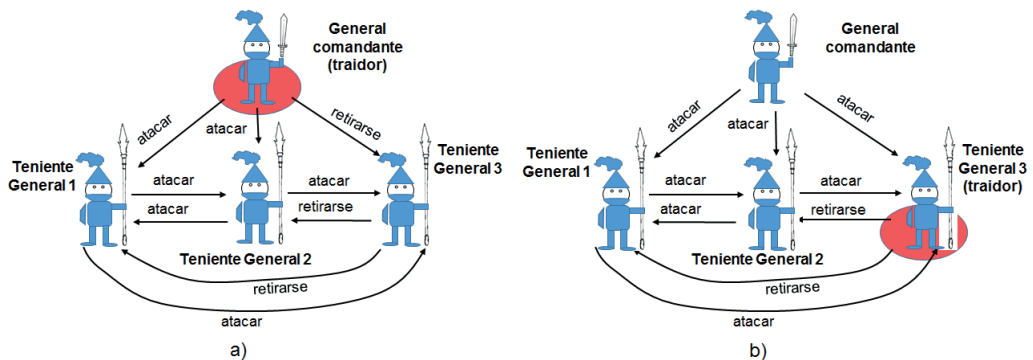 General
comandante
(traidor)
atacar
atacar
retirarse
Teniente
General 1
Teniente
General 3
atacar
atacar
atacar
retirarse
Teniente General 2
retirarse
atacar
a)
General
comandante
atacar
atacar
atacar
Teniente
General 1
Teniente
General 3
(traidor)
atacar
atacar
atacar
retirarse
Teniente General 2
retirarse
atacar
b)